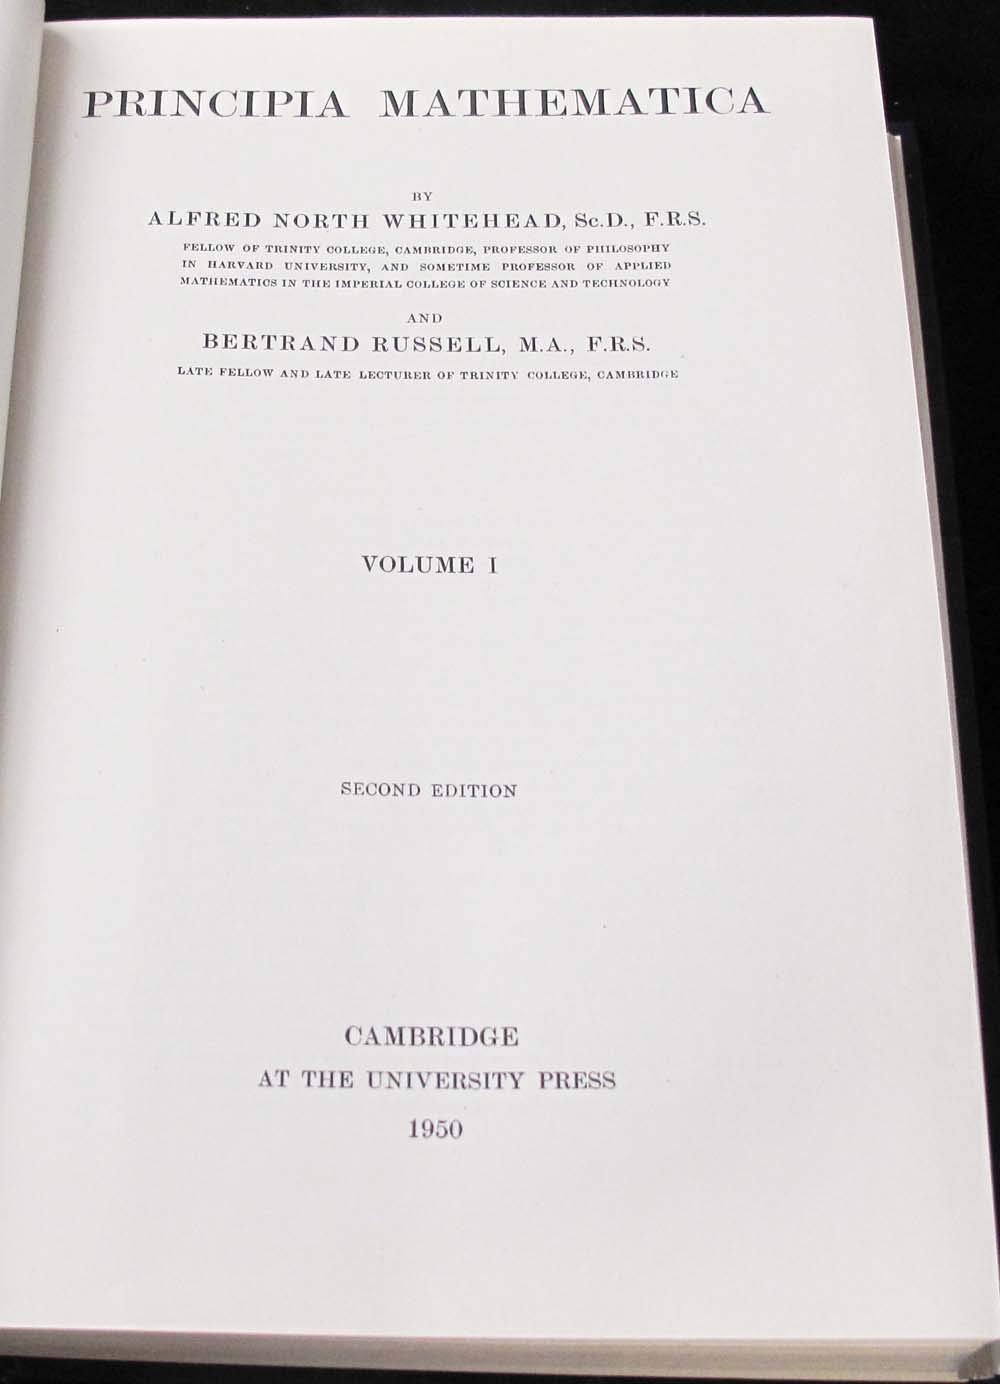 PRINCIPIA MATHEMATICA
BY
ALFRED NORTH WHITEHEAD, Sc.D., F.R.S.
FELLOW OF TRINITY COLLEGE, CAMBRIDGE, PROFESSOR OF PHILOSOPHY
IN HARVARD UNIVERSITY, AND SOMETIME PROFESSOR OF APPLIED
MATHEMATICS IN THE IMPERIAL COLLEGE OF SCIENCE AND TECHNOLOGY
AND
BERTRAND RUSSELL, M.A., F.R.S.
LATE FELLOW AND LATE LECTURER OF TRINITY COLLEGE, CAMBRIDGE
VOLUME I
SECOND EDITION
CAMBRIDGE
AT THE UNIVERSITY PRESS
1950